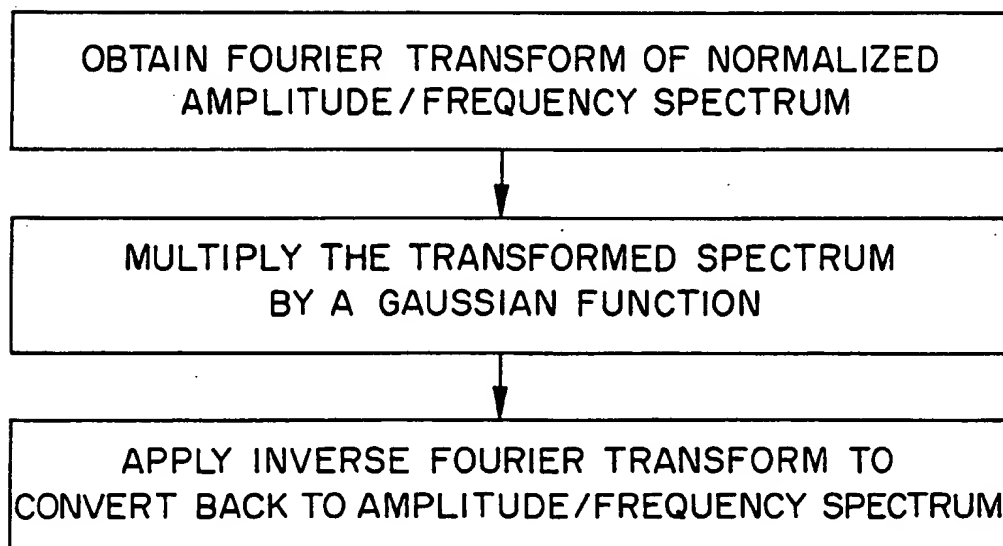 OBTAIN FOURIER TRANSFORM OF NORMALIZED
AMPLITUDE/FREQUENCY SPECTRUM
MULTIPLY THE TRANSFORMED SPECTRUM
BY A GAUSSIAN FUNCTION
APPLY INVERSE FOURIER TRANSFORM TO
CONVERT BACK TO AMPLITUDE/FREQUENCY SPECTRUM